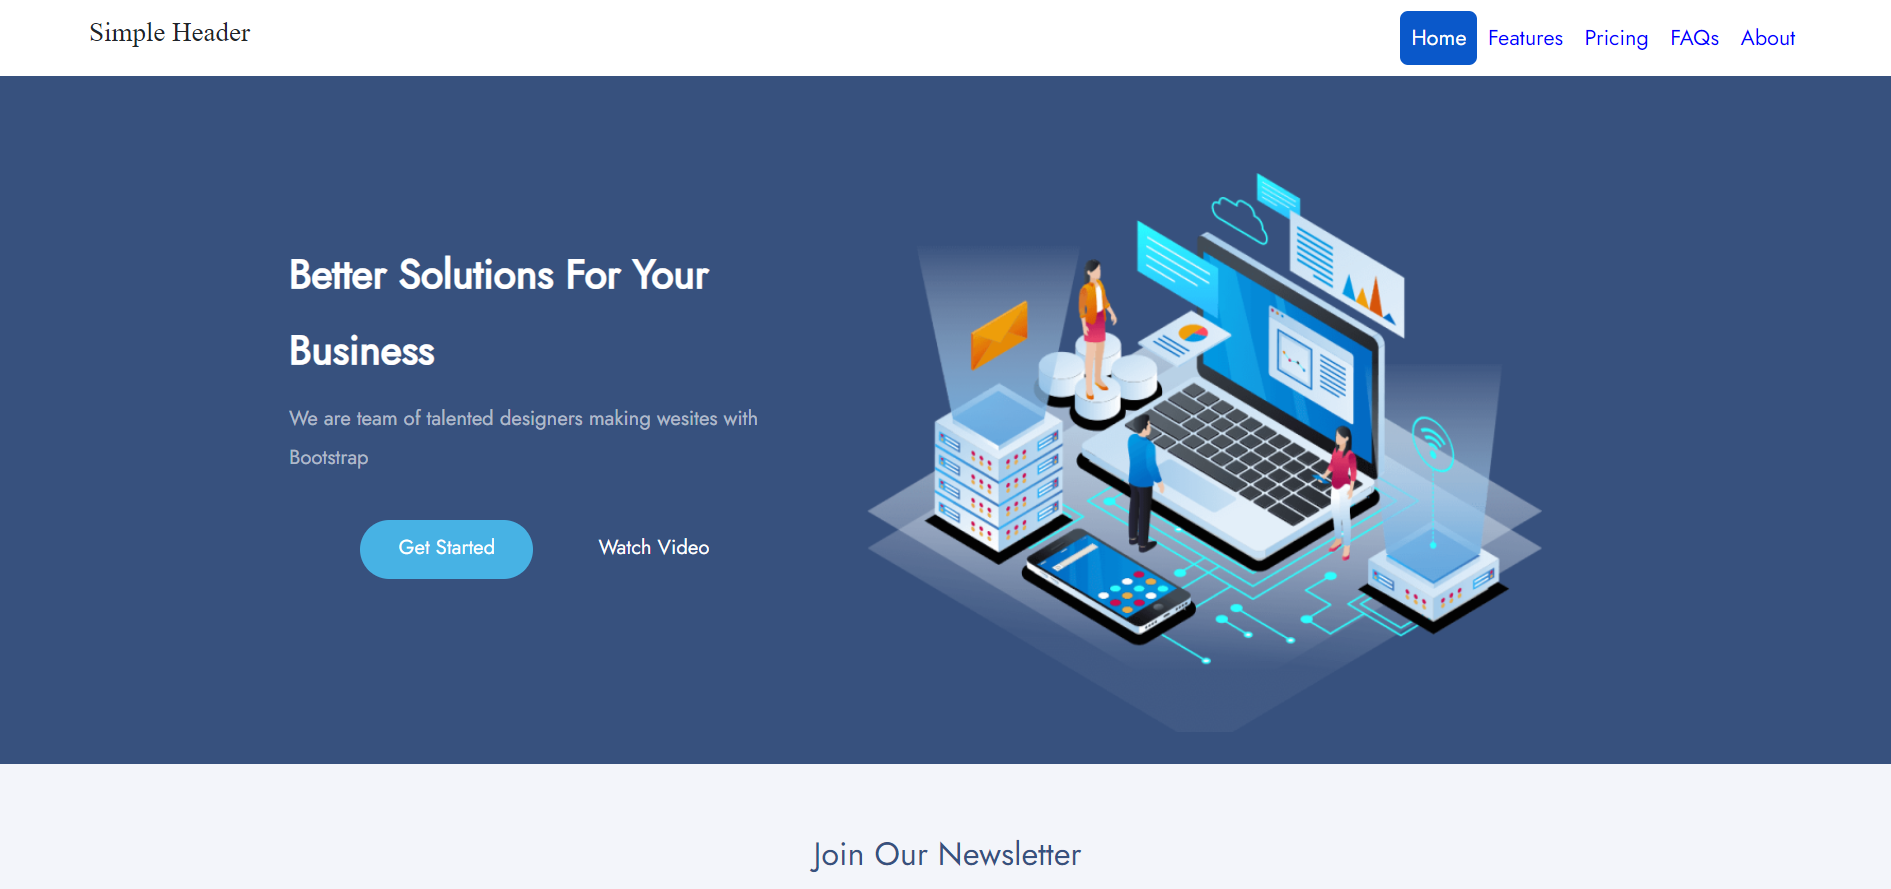 Simple Header
Home Features Pricing FAQs About
Better Solutions For Your
Business
We are team of talented designers making wesites with
Bootstrap
Get Started Watch Video
Join Our Newsletter